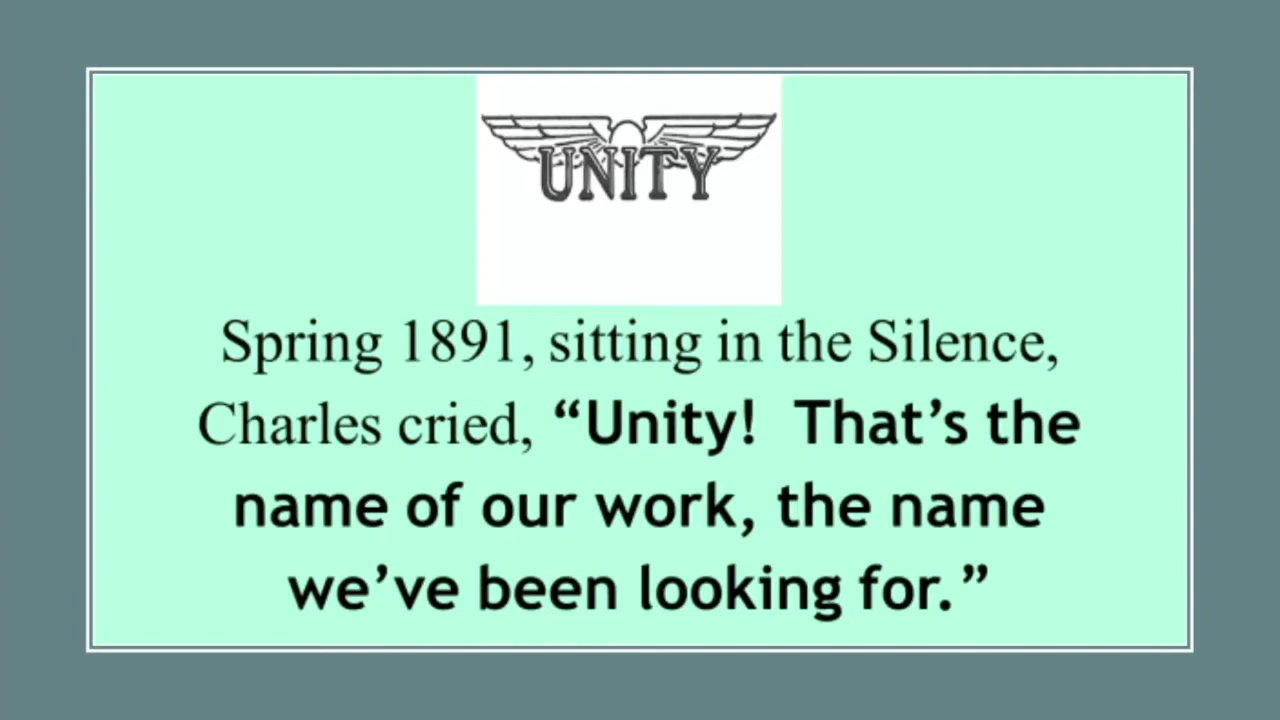 UNITY
Spring 1891, sitting in the Silence,
Charles cried, “Unity!  That’s the
name of our work, the name
we’ve been looking for.”